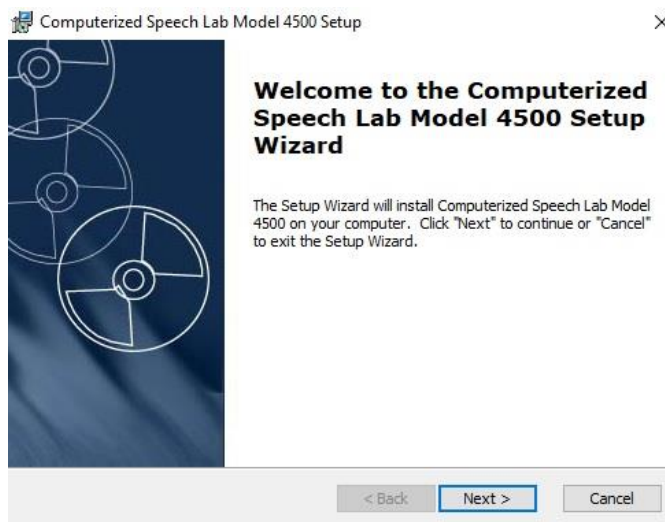 Computerized Speech Lab Model 4500 Setup
Welcome to the Computerized
Speech Lab Model 4500 Setup
Wizard
The Setup Wizard will install Computerized Speech Lab Model
4500 on your computer. Click "Next" to continue or "Cancel"
to exit the Setup Wizard.
< Back Next > Cancel